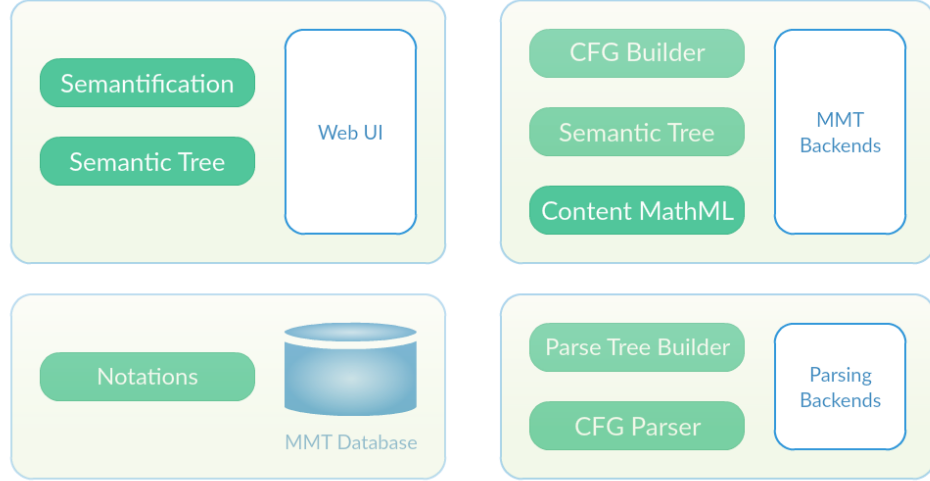 Semantification
Semantic Tree
Web UI
CFG Builder
Semantic Tree
Content MathML
MMT
Backends
Notations
MMT Database
Parse Tree Builder
CFG Parser
Parsing
Backends